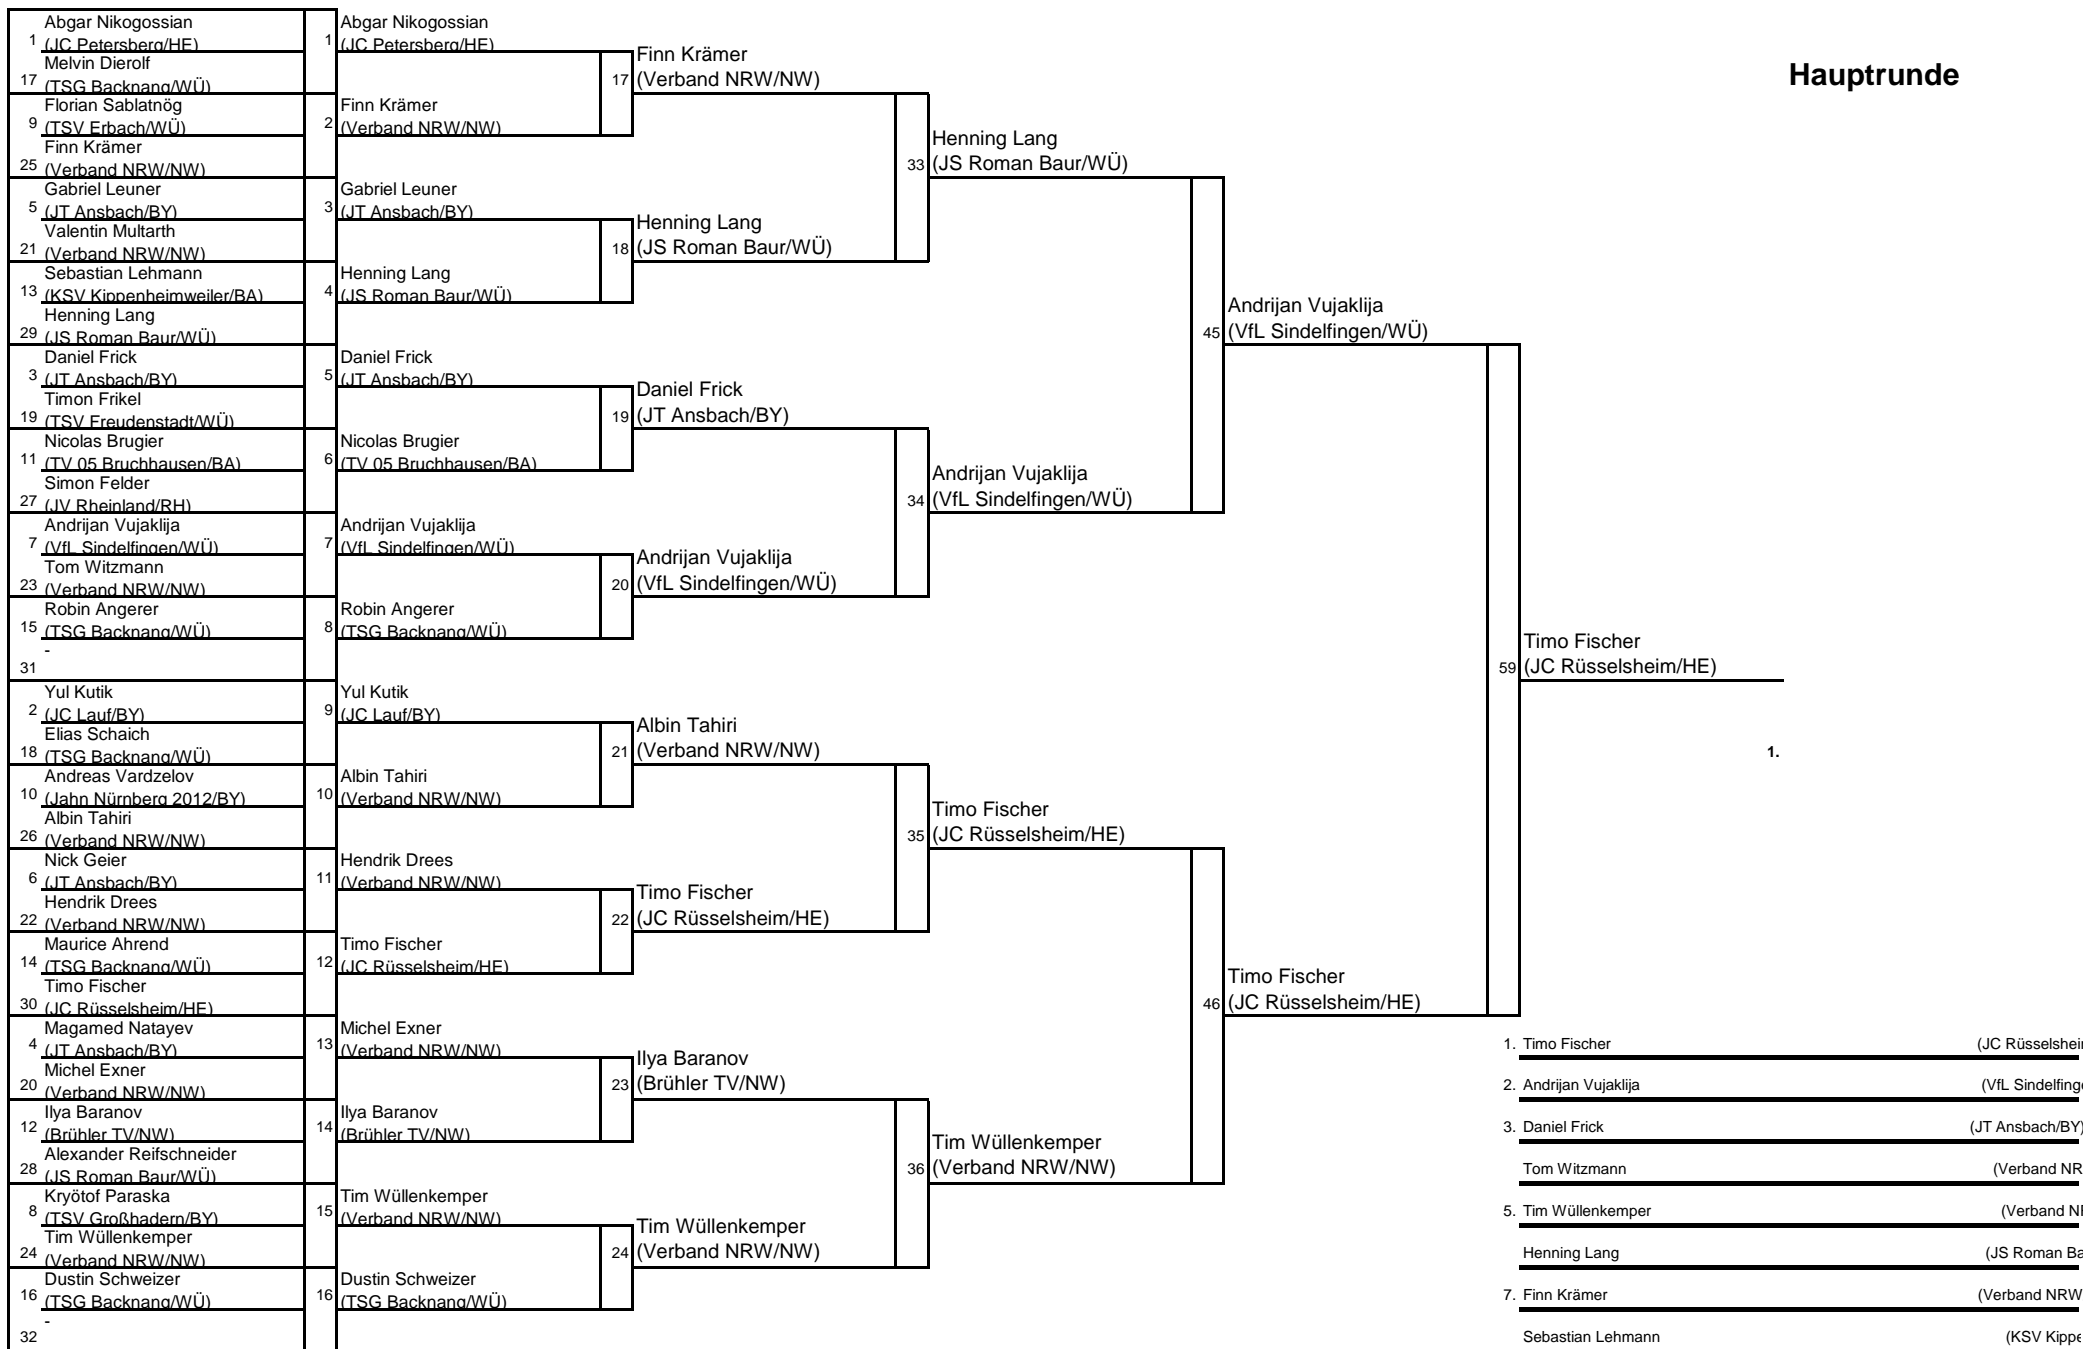 Hauptrunde
1 Abgar Nikogossian
(JC Petersberg/HE)
17 Melvin Dierolf
(TSG Backnang/WÜ)
9 Florian Sablatnög
(TSV Erbach/WÜ)
25 Finn Krämer
(Verband NRW/NW)
5 Gabriel Leuner
(JT Ansbach/BY)
21 Valentin Multarth
(Verband NRW/NW)
13 Sebastian Lehmann
(KSV Kippenheimweiler/BA)
29 Henning Lang
(JS Roman Baur/WÜ)
3 Daniel Frick
(JT Ansbach/BY)
19 Timon Frikel
(TSV Freudenstadt/WÜ)
11 Nicolas Brugier
(TV 05 Bruchhausen/BA)
27 Simon Felder
(JV Rheinland/RH)
7 Andrijan Vujaklija
(VfL Sindelfingen/WÜ)
23 Tom Witzmann
(Verband NRW/NW)
15 Robin Angerer
(TSG Backnang/WÜ)
31 -
2 Yul Kutik
(JC Lauf/BY)
18 Elias Schaich
(TSG Backnang/WÜ)
10 Andreas Vardzelov
(Jahn Nürnberg 2012/BY)
26 Albin Tahiri
(Verband NRW/NW)
6 Nick Geier
(JT Ansbach/BY)
22 Hendrik Drees
(Verband NRW/NW)
14 Maurice Ahrend
(TSG Backnang/WÜ)
30 Timo Fischer
(JC Rüsselsheim/HE)
4 Magamed Natayev
(JT Ansbach/BY)
20 Michel Exner
(Verband NRW/NW)
12 Ilya Baranov
(Brühler TV/NW)
28 Alexander Reifschneider
(JS Roman Baur/WÜ)
8 Kryötof Paraska
(TSV Großhadern/BY)
24 Tim Wüllenkemper
(Verband NRW/NW)
16 Dustin Schweizer
(TSG Backnang/WÜ)
32 -
1 Abgar Nikogossian
(JC Petersberg/HE)
2 Finn Krämer
(Verband NRW/NW)
3 Gabriel Leuner
(JT Ansbach/BY)
4 Henning Lang
(JS Roman Baur/WÜ)
5 Daniel Frick
(JT Ansbach/BY)
6 Nicolas Brugier
(TV 05 Bruchhausen/BA)
7 Andrijan Vujaklija
(VfL Sindelfingen/WÜ)
8 Robin Angerer
(TSG Backnang/WÜ)
9 Yul Kutik
(JC Lauf/BY)
10 Albin Tahiri
(Verband NRW/NW)
11 Hendrik Drees
(Verband NRW/NW)
12 Timo Fischer
(JC Rüsselsheim/HE)
13 Michel Exner
(Verband NRW/NW)
14 Ilya Baranov
(Brühler TV/NW)
15 Tim Wüllenkemper
(Verband NRW/NW)
16 Dustin Schweizer
(TSG Backnang/WÜ)
17 Finn Krämer
(Verband NRW/NW)
18 Henning Lang
(JS Roman Baur/WÜ)
19 Daniel Frick
(JT Ansbach/BY)
20 Andrijan Vujaklija
(VfL Sindelfingen/WÜ)
21 Albin Tahiri
(Verband NRW/NW)
22 Timo Fischer
(JC Rüsselsheim/HE)
23 Ilya Baranov
(Brühler TV/NW)
24 Tim Wüllenkemper
(Verband NRW/NW)
33 Henning Lang
(JS Roman Baur/WÜ)
34 Andrijan Vujaklija
(VfL Sindelfingen/WÜ)
35 Timo Fischer
(JC Rüsselsheim/HE)
36 Tim Wüllenkemper
(Verband NRW/NW)
45 Andrijan Vujaklija
(VfL Sindelfingen/WÜ)
46 Timo Fischer
(JC Rüsselsheim/HE)
59 Timo Fischer
(JC Rüsselsheim/HE)
1.
1. Timo Fischer (JC
2. Andrijan Vujaklija (VfL
3. Daniel Frick (JT Ansbach/BY)
Tom Witzmann (Verband
5. Tim Wüllenkemper (Verband
Henning Lang (JS Roman
7. Finn Krämer (Verband NRW
Sebastian Lehmann (KSV